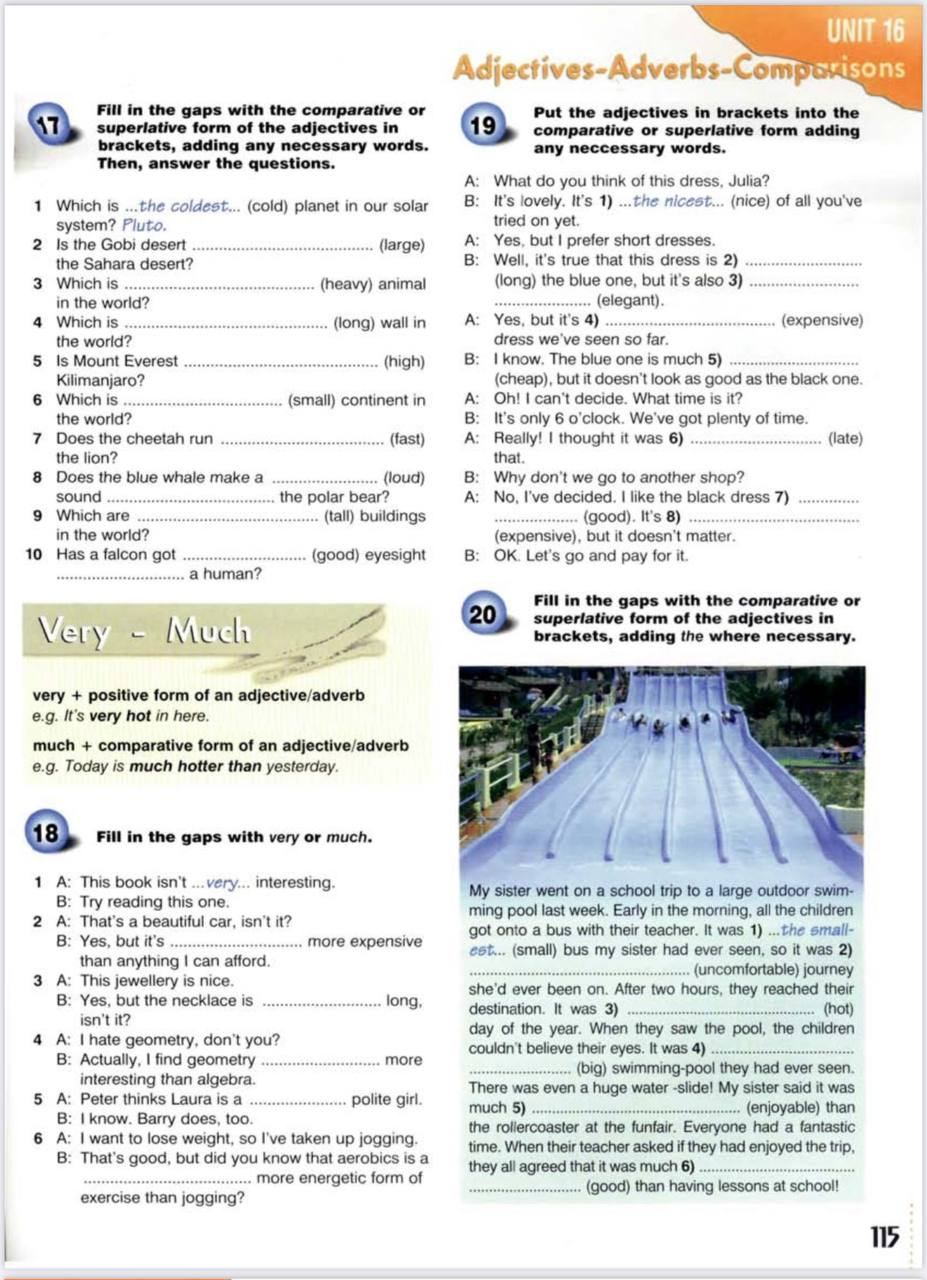 UNIT 16
Adjectives-Adverbs-Comparisons
17 Fill in the gaps with the comparative or
superlative form of the adjectives in
brackets, adding any necessary words.
Then, answer the questions.
1 Which is ...the coldest... (cold) planet in our solar
system? Pluto.
2 Is the Gobi desert .................................... (large)
the Sahara desert?
3 Which is ...................................... (heavy) animal
in the world?
4 Which is ......................................... (long) wall in
the world?
5 Is Mount Everest ....................................... (high)
Kilimanjaro?
6 Which is ................................ (small) continent in
the world?
7 Does the cheetah run ................................. (fast)
the lion?
8 Does the blue whale make a ..................... (loud)
sound .................................. the polar bear?
9 Which are .................................... (tall) buildings
in the world?
10 Has a falcon got ......................... (good) eyesight
.......................... a human?
Very - Much
very + positive form of an adjective/adverb
e.g. It's very hot in here.
much + comparative form of an adjective/adverb
e.g. Today is much hotter than yesterday.
18 Fill in the gaps with very or much.
1 A: This book isn't ...very... interesting.
B: Try reading this one.
2 A: That's a beautiful car, isn't it?
B: Yes, but it's ........................... more expensive
than anything I can afford.
3 A: This jewellery is nice.
B: Yes, but the necklace is ........................ long,
isn't it?
4 A: I hate geometry, don't you?
B: Actually, I find geometry ........................ more
interesting than algebra.
5 A: Peter thinks Laura is a .................... polite girl.
B: I know. Barry does, too.
6 A: I want to lose weight, so I've taken up jogging.
B: That's good, but did you know that aerobics is a
.................................. more energetic form of
exercise than jogging?
19 Put the adjectives in brackets into the
comparative or superlative form adding
any neccessary words.
A: What do you think of this dress, Julia?
B: It's lovely. It's 1) ...the nicest... (nice) of all you've
tried on yet.
A: Yes, but I prefer short dresses.
B: Well, it's true that this dress is 2) ........................
(long) the blue one, but it's also 3) ......................
.................... (elegant).
A: Yes, but it's 4) .................................. (expensive)
dress we've seen so far.
B: I know. The blue one is much 5) ..........................
(cheap), but it doesn't look as good as the black one.
A: Oh! I can't decide. What time is it?
B: It's only 6 o'clock. We've got plenty of time.
A: Really! I thought it was 6) .......................... (late)
that.
B: Why don't we go to another shop?
A: No, I've decided. I like the black dress 7) ............
................. (good). It's 8) ..................................
(expensive), but it doesn't matter.
B: OK. Let's go and pay for it.
20 Fill in the gaps with the comparative or
superlative form of the adjectives in
brackets, adding the where necessary.
My sister went on a school trip to a large outdoor swim-
ming pool last week. Early in the morning, all the children
got onto a bus with their teacher. It was 1) ...the small-
est... (small) bus my sister had ever seen, so it was 2)
............................................ (uncomfortable) journey
she'd ever been on. After two hours, they reached their
destination. It was 3) ...................................... (hot)
day of the year. When they saw the pool, the children
couldn't believe their eyes. It was 4) .............................
..................... (big) swimming-pool they had ever seen.
There was even a huge water -slide! My sister said it was
much 5) .......................................... (enjoyable) than
the rollercoaster at the funfair. Everyone had a fantastic
time. When their teacher asked if they had enjoyed the trip,
they all agreed that it was much 6) ................................
....................... (good) than having lessons at school!
115